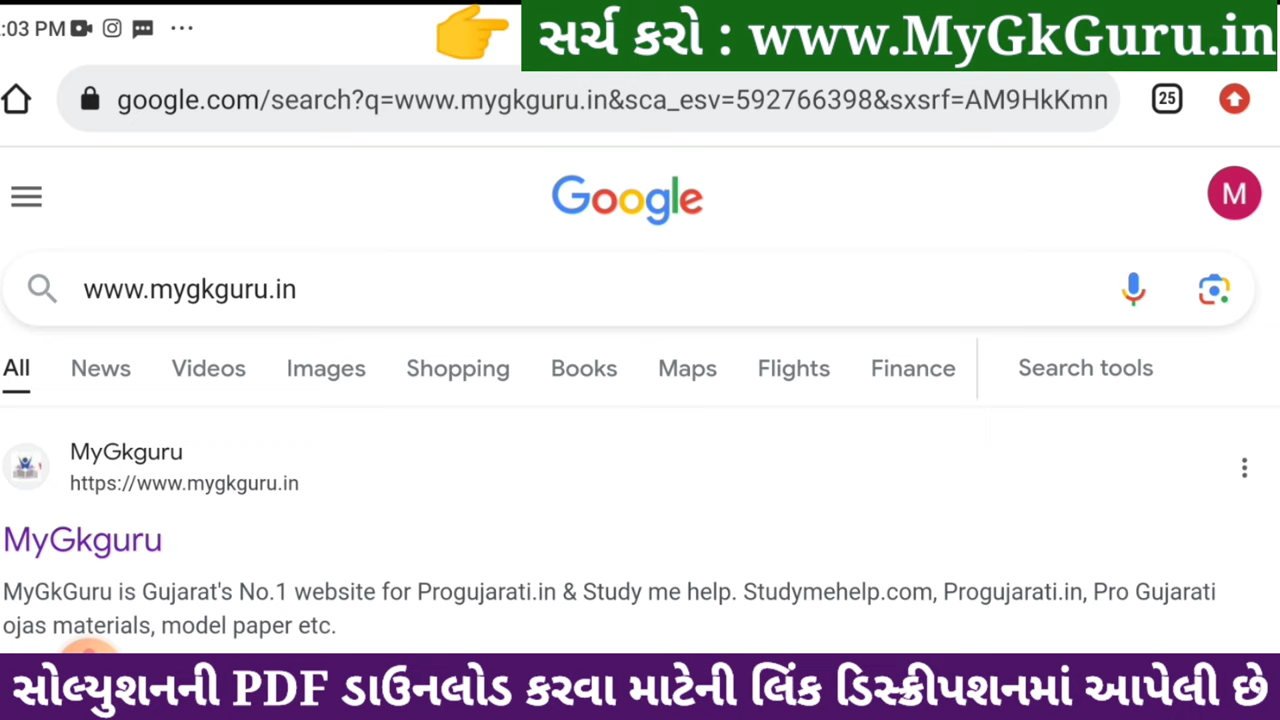 :03 PM
સર્ચ કરો : www.MyGkGuru.in
google.com/search?q=www.mygkguru.in&sca_esv=592766398&sxsrf=AM9HkKmn
25
Google
M
www.mygkguru.in
All News Videos Images Shopping Books Maps Flights Finance Search tools
MyGkguru
https://www.mygkguru.in
MyGkguru
MyGkGuru is Gujarat's No.1 website for Progujarati.in & Study me help. Studymehelp.com, Progujarati.in, Pro Gujarati
ojas materials, model paper etc.
સોલ્યુશનની PDF ડાઉનલોડ કરવા માટેની લિંક ડિસ્ક્રીપશનમાં આપેલી છે